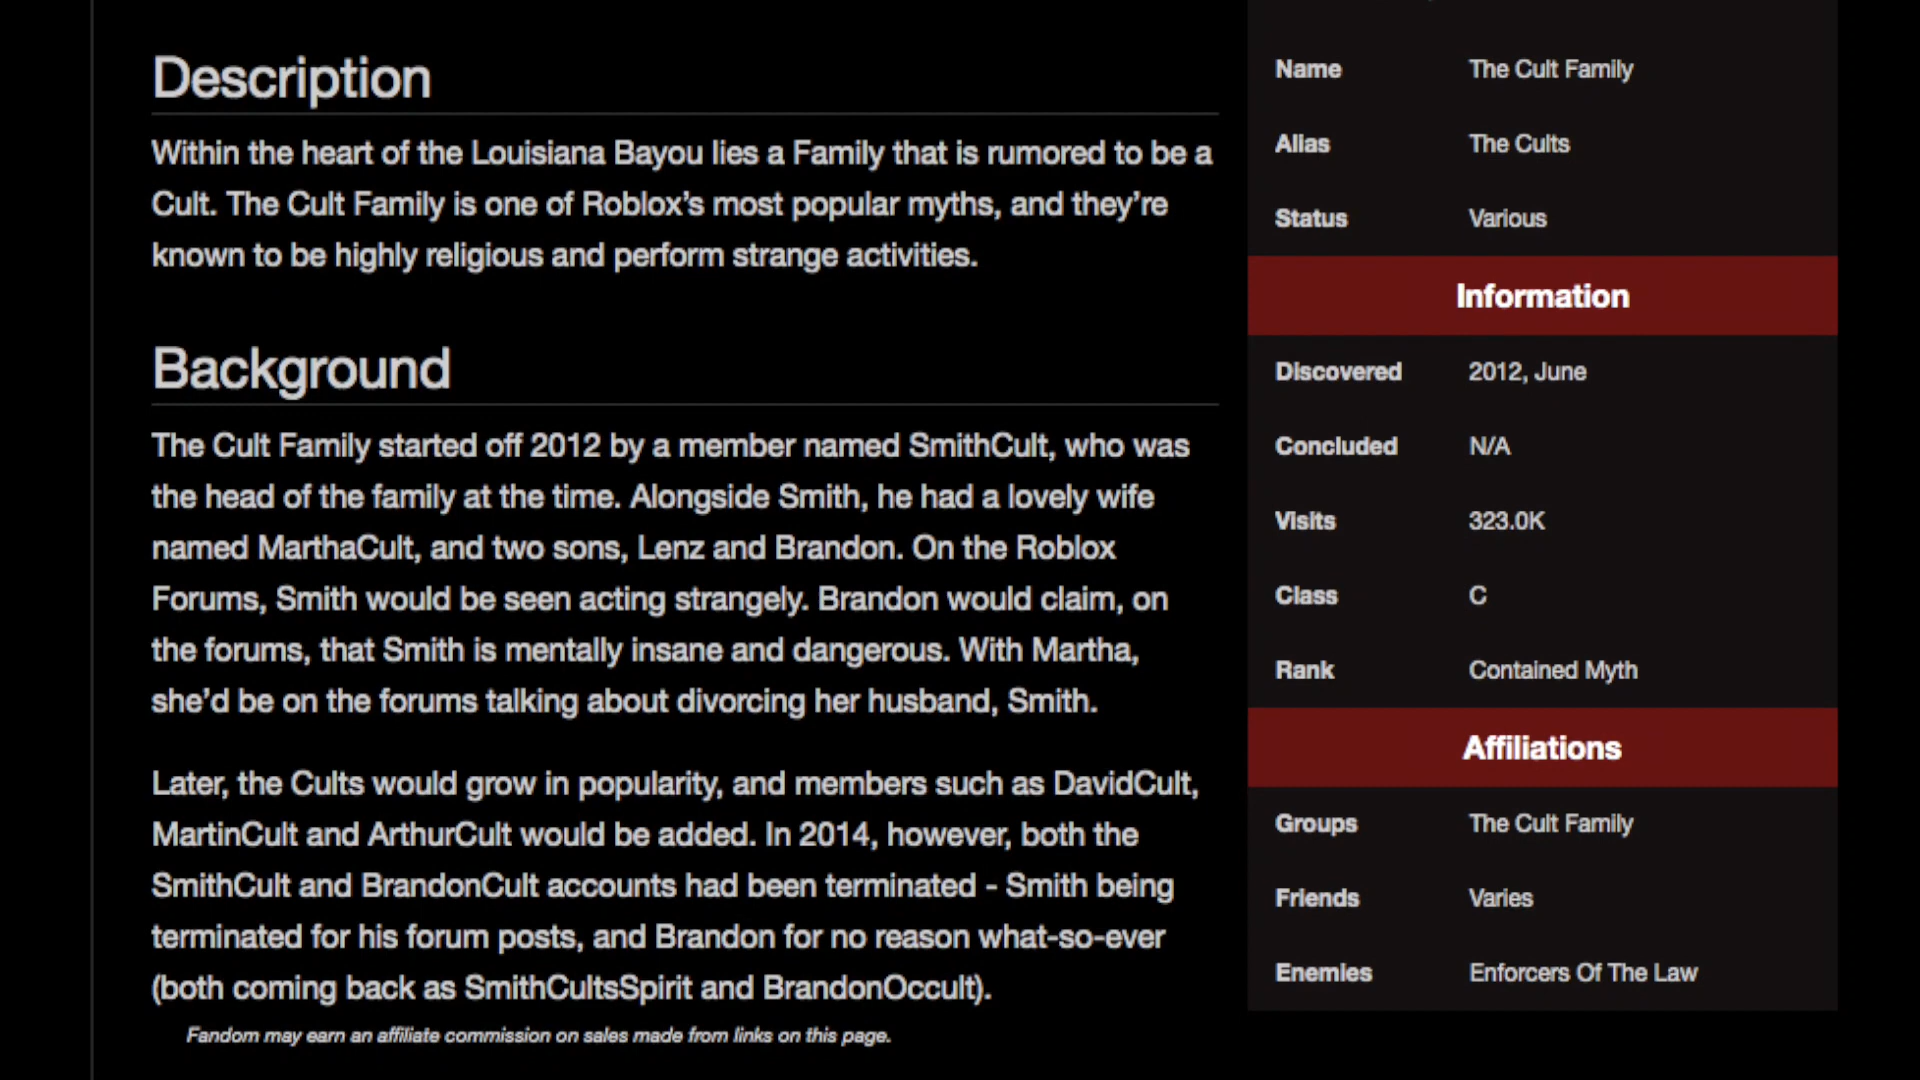 Description
Within the heart of the Louisiana Bayou lies a Family that is rumored to be a
Cult. The Cult Family is one of Roblox’s most popular myths, and they’re
known to be highly religious and perform strange activities.
Background
The Cult Family started off 2012 by a member named SmithCult, who was
the head of the family at the time. Alongside Smith, he had a lovely wife
named MarthaCult, and two sons, Lenz and Brandon. On the Roblox
Forums, Smith would be seen acting strangely. Brandon would claim, on
the forums, that Smith is mentally insane and dangerous. With Martha,
she’d be on the forums talking about divorcing her husband, Smith.
Later, the Cults would grow in popularity, and members such as DavidCult,
MartinCult and ArthurCult would be added. In 2014, however, both the
SmithCult and BrandonCult accounts had been terminated - Smith being
terminated for his forum posts, and Brandon for no reason what-so-ever
(both coming back as SmithCultsSpirit and BrandonOccult).
Fandom may earn an affiliate commission on sales made from links on this page.
Name The Cult Family
Alias The Cults
Status Various
Information
Discovered 2012, June
Concluded N/A
Visits 323.0K
Class C
Rank Contained Myth
Affiliations
Groups The Cult Family
Friends Varies
Enemies Enforcers Of The Law